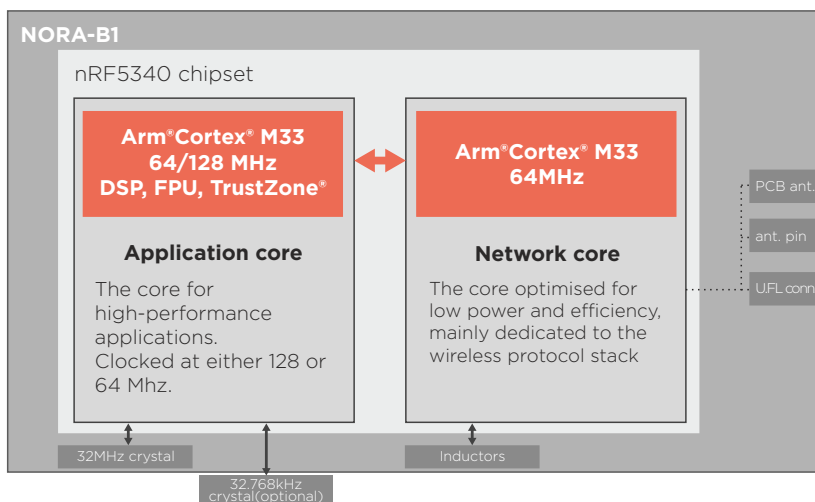 NORA-B1
nRF5340 chipset
Arm®Cortex® M33
64/128 MHz
DSP, FPU, TrustZone®
Application core
The core for
high-performance
applications.
Clocked at either 128 or
64 Mhz.
Arm®Cortex® M33
64MHz
Network core
The core optimised for
low power and efficiency,
mainly dedicated to the
wireless protocol stack
PCB ant.
ant. pin
U.FL conn
32MHz crystal
32.768kHz
crystal(optional)
Inductors